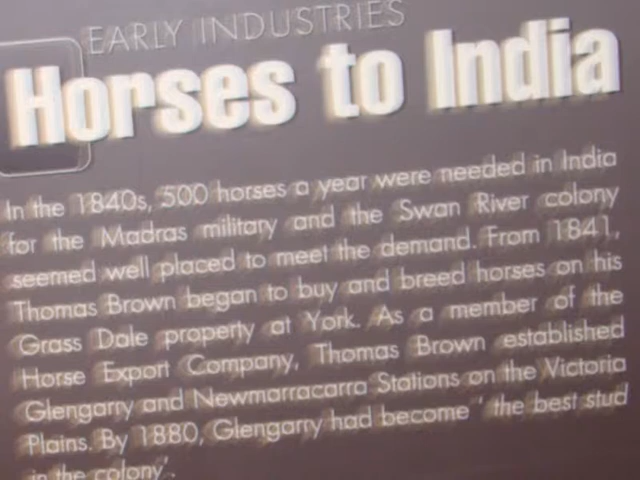 EARLY INDUSTRIES
Horses to India
In the 1840s, 500 horses a year were needed in India
for the Madras military and the Swan River colony
seemed well placed to meet the demand. From 1841,
Thomas Brown began to buy and breed horses on his
Grass Dale property at York. As a member of the
Horse Export Company, Thomas Brown established
Glengarry and Newmarracarra Stations on the Victoria
Plains. By 1880, Glengarry had become ' the best stud
in the colony'.